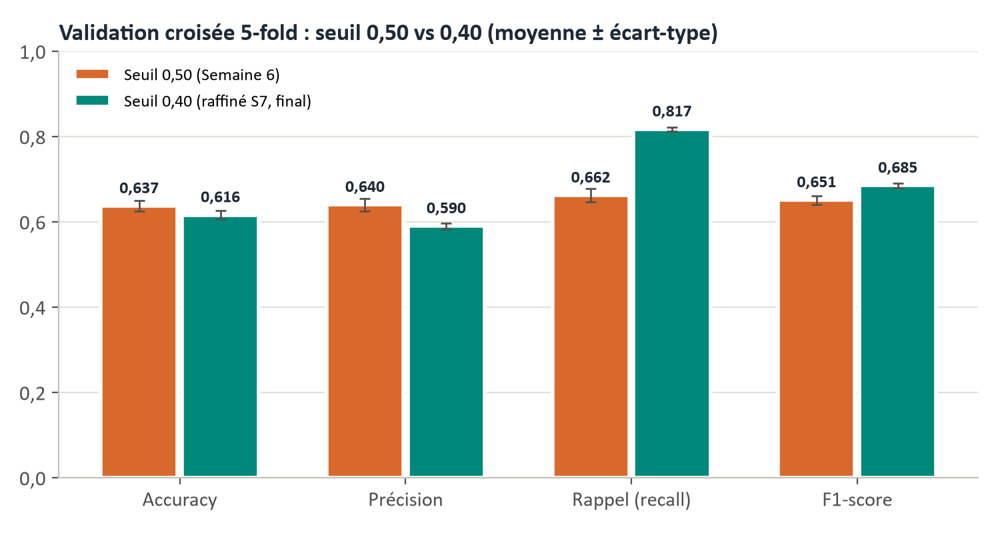 Validation croisée 5-fold : seuil 0,50 vs 0,40 (moyenne ± écart-type)
1,0
Seuil 0,50 (Semaine 6)
Seuil 0,40 (raffiné S7, final)
0,817
0,8
0,685
0,662
0,651
0,637
0,640
0,616
0,590
0,6
0,4
0,2
0,0
Accuracy
Précision
Rappel (recall)
F1-score